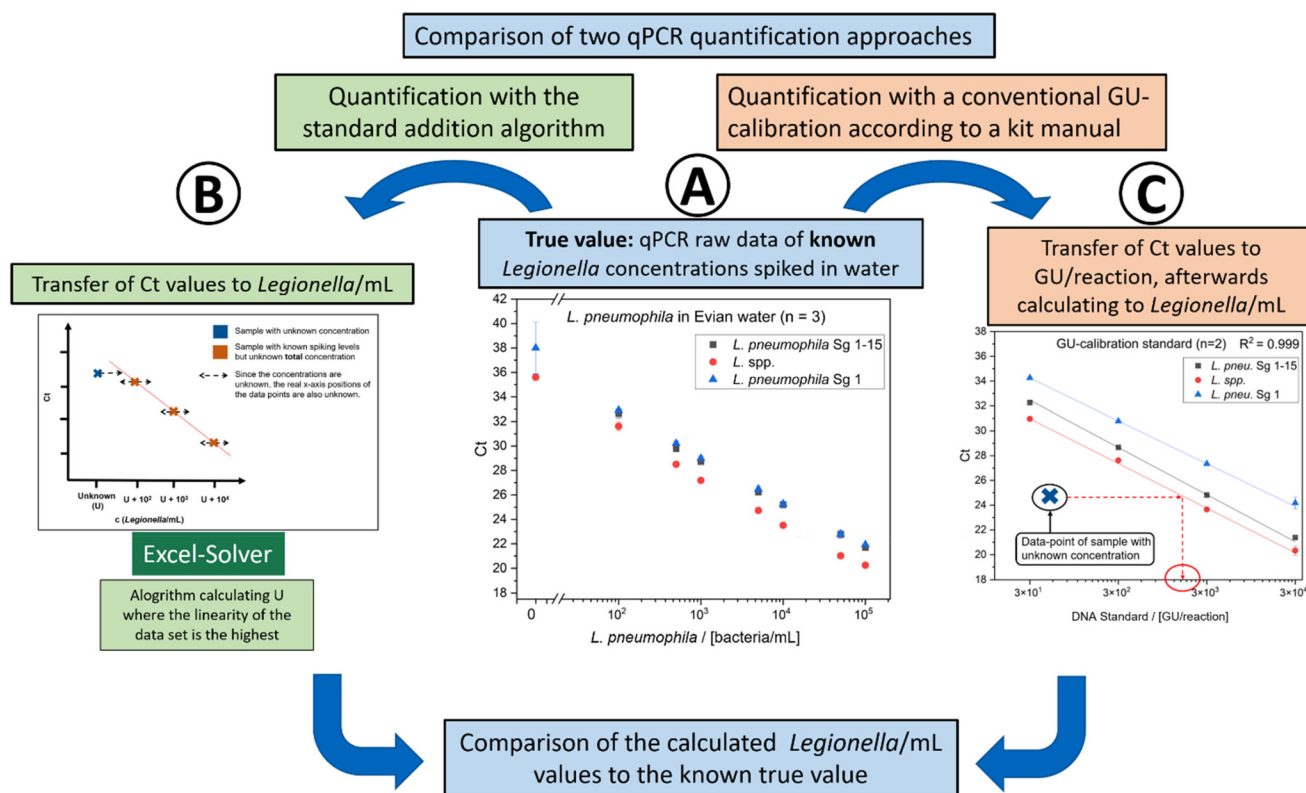 Comparison of two qPCR quantification approaches
Quantification with the
standard addition algorithm
Quantification with a conventional GU-
calibration according to a kit manual
B
A
C
Transfer of Ct values to Legionella/mL
Sample with unknown concentration
Sample with known spiking levels
but unknown total concentration
Since the concentrations are
unknown, the real x-axis positions of
the data points are also unknown.
Ct
Unknown
(U)
U + 10²
U + 10³
U + 10⁴
c (Legionella/mL)
Excel-Solver
Alogrithm calculating U
where the linearity of the
data set is the highest
True value: qPCR raw data of known
Legionella concentrations spiked in water
L. pneumophila in Evian water (n = 3)
L. pneumophila Sg 1-15
L. spp.
L. pneumophila Sg 1
Ct
42
40
38
36
34
32
30
28
26
24
22
20
18
0
10²
10³
10⁴
10⁵
L. pneumophila / [bacteria/mL]
Transfer of Ct values to
GU/reaction, afterwards
calculating to Legionella/mL
GU-calibration standard (n=2) R² = 0.999
L. pneu. Sg 1-15
L. spp.
L. pneu. Sg 1
Ct
38
36
34
32
30
28
26
24
22
20
18
Data-point of sample with
unknown concentration
3×10¹
3×10²
3×10³
3×10⁴
DNA Standard / [GU/reaction]
Comparison of the calculated Legionella/mL
values to the known true value